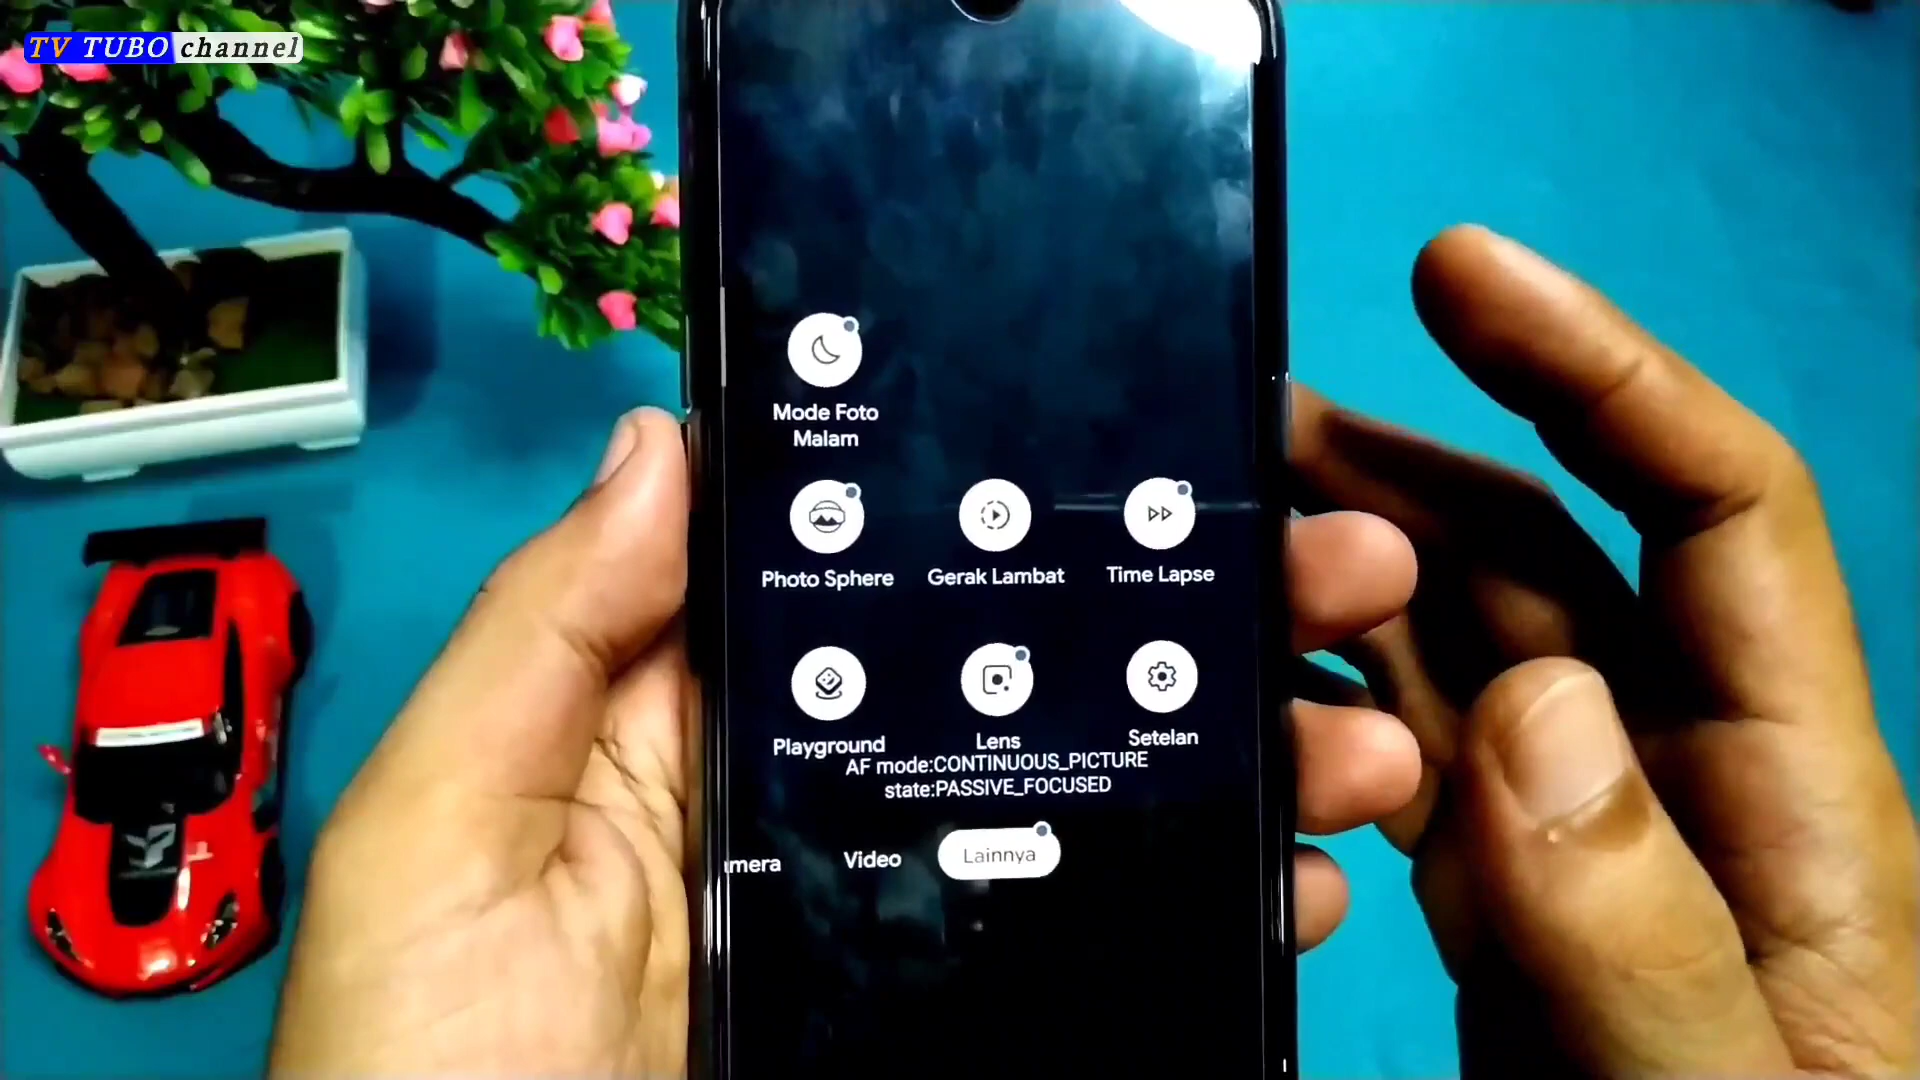 TV TUBO channel
Mode Foto
Malam
Photo Sphere
Gerak Lambat
Time Lapse
Playground
Lens
Setelan
AF mode:CONTINUOUS_PICTURE
state:PASSIVE_FOCUSED
mera
Video
Lainnya